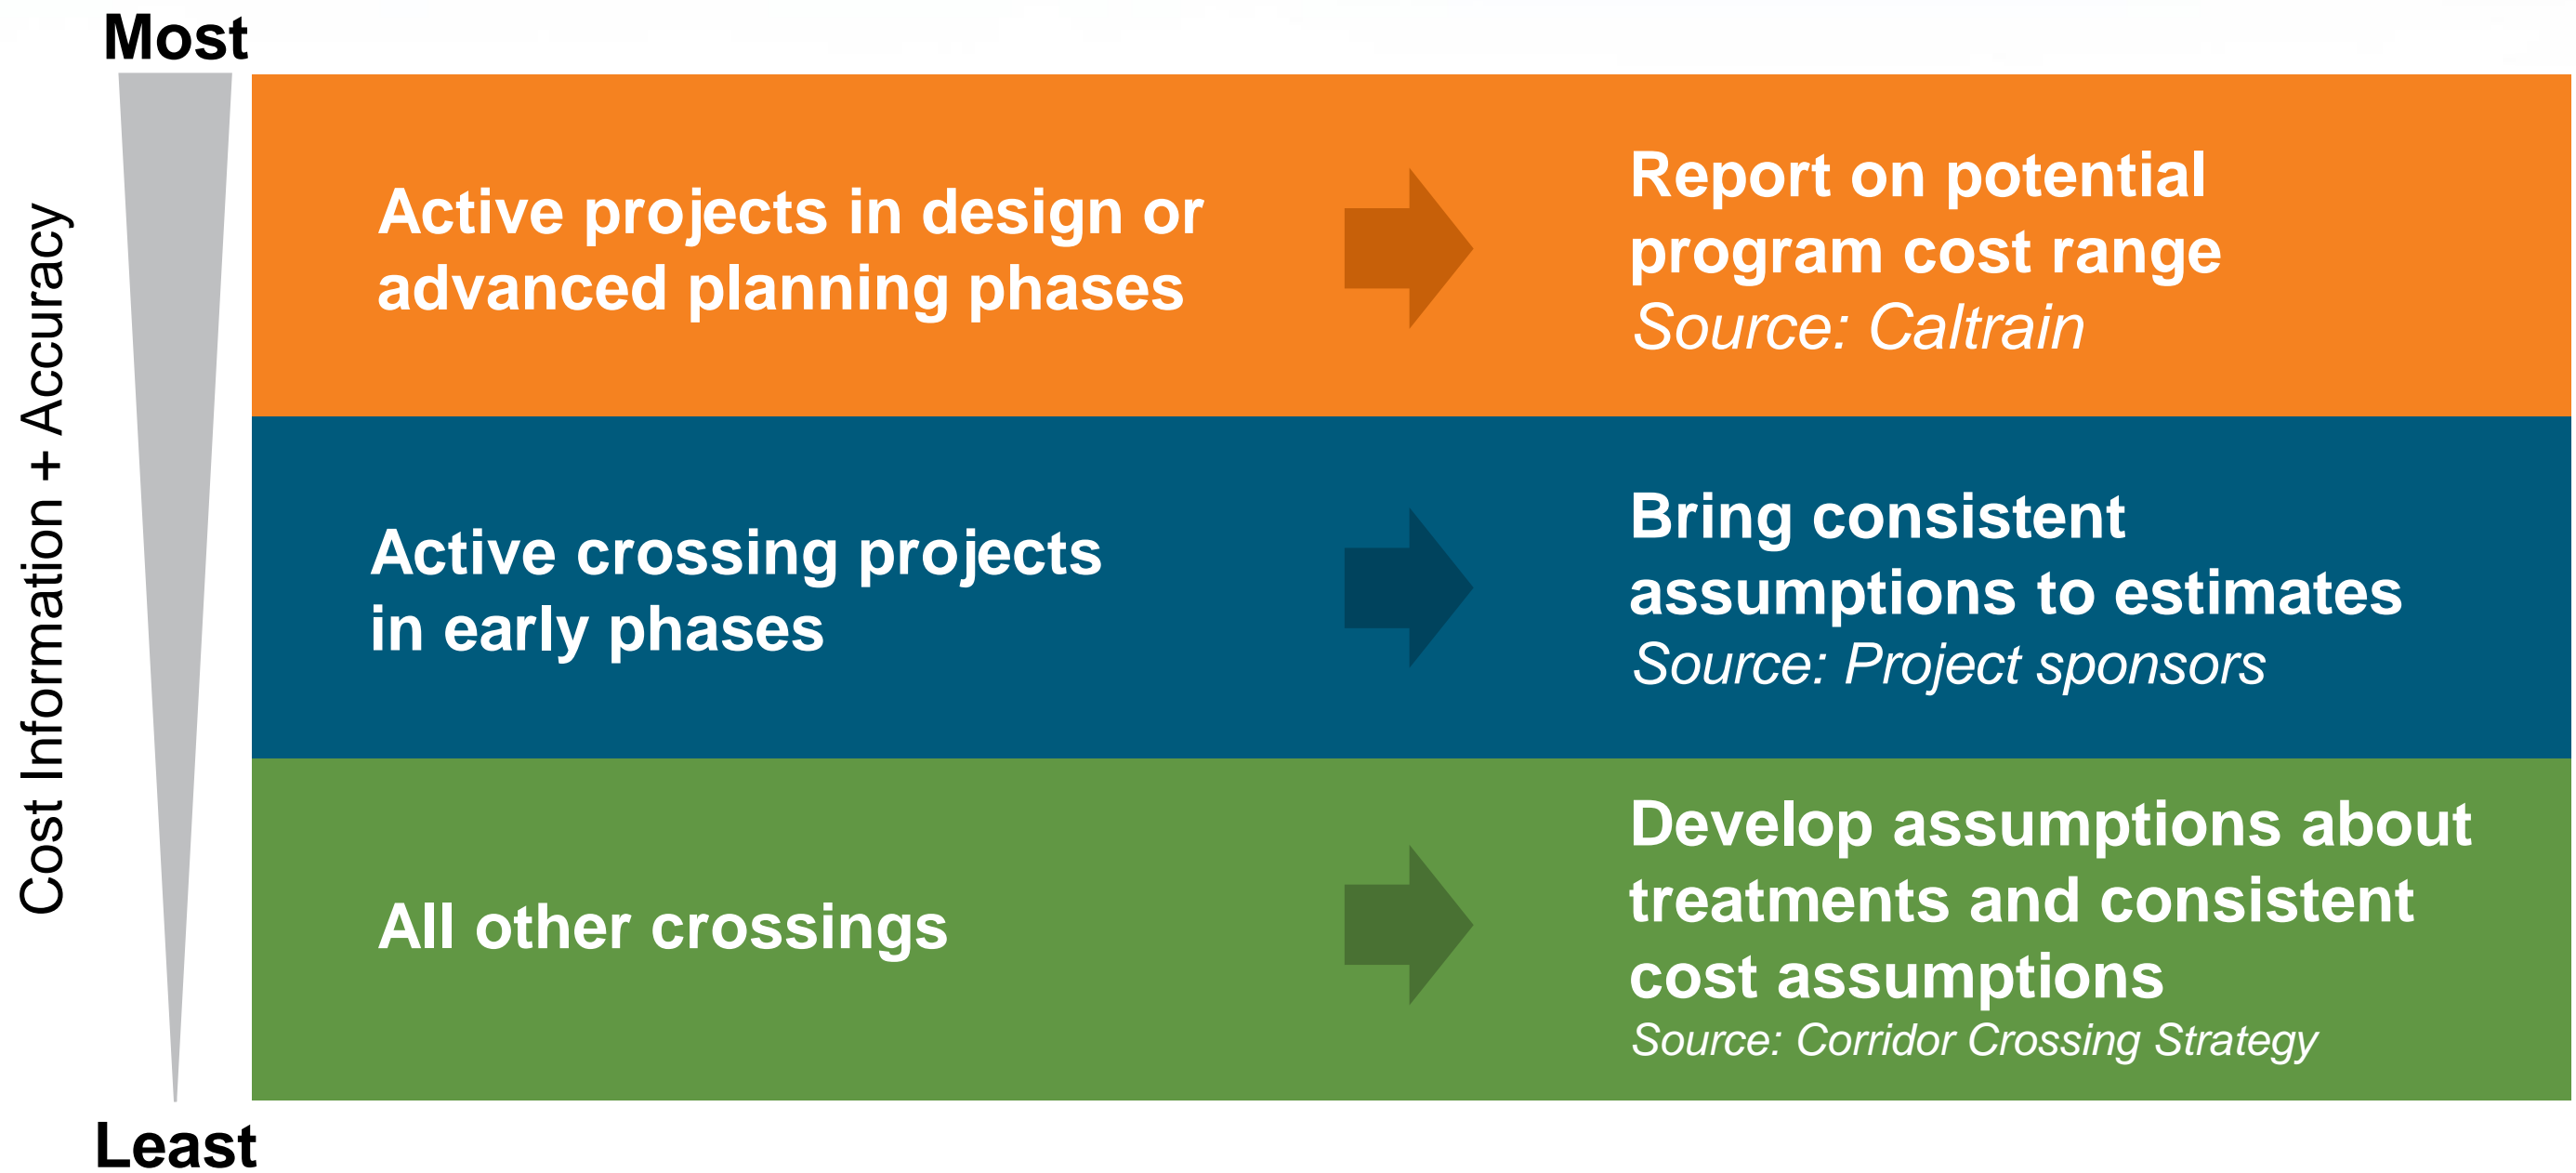 Most
Cost Information + Accuracy
Active projects in design or
advanced planning phases
Report on potential
program cost range
Source: Caltrain
Active crossing projects
in early phases
Bring consistent
assumptions to estimates
Source: Project sponsors
All other crossings
Develop assumptions about
treatments and consistent
cost assumptions
Source: Corridor Crossing Strategy
Least